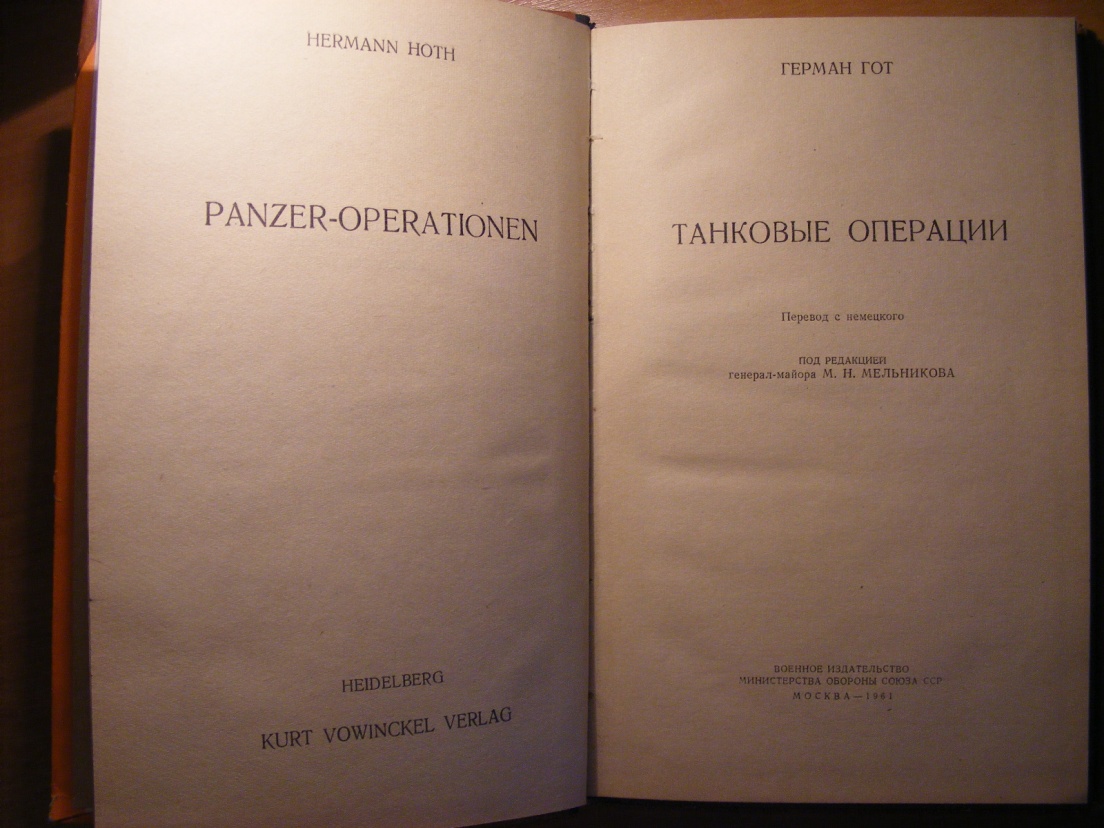 HERMANN HOTH
PANZER-OPERATIONEN
HEIDELBERG
KURT VOWINCKEL VERLAG
ГЕРМАН ГОТ
ТАНКОВЫЕ ОПЕРАЦИИ
Перевод с немецкого
ПОД РЕДАКЦИЕЙ
генерал-майора М. Н. МЕЛЬНИКОВА
ВОЕННОЕ ИЗДАТЕЛЬСТВО
МИНИСТЕРСТВА ОБОРОНЫ СОЮЗА ССР
МОСКВА—1961